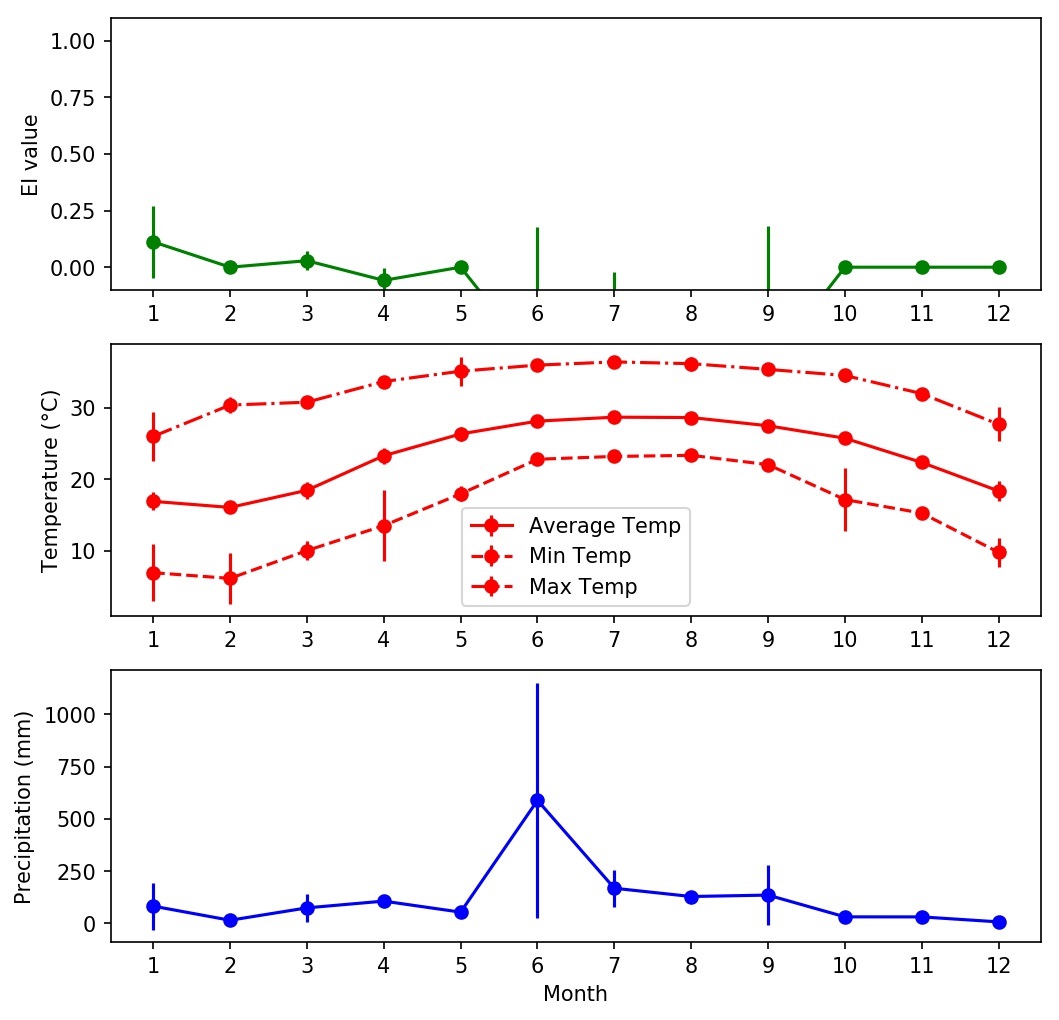 EI value
1.00
0.75
0.50
0.25
0.00
1 2 3 4 5 6 7 8 9 10 11 12
Temperature (°C)
30
20
10
Average Temp
Min Temp
Max Temp
1 2 3 4 5 6 7 8 9 10 11 12
Precipitation (mm)
1000
750
500
250
0
1 2 3 4 5 6 7 8 9 10 11 12
Month